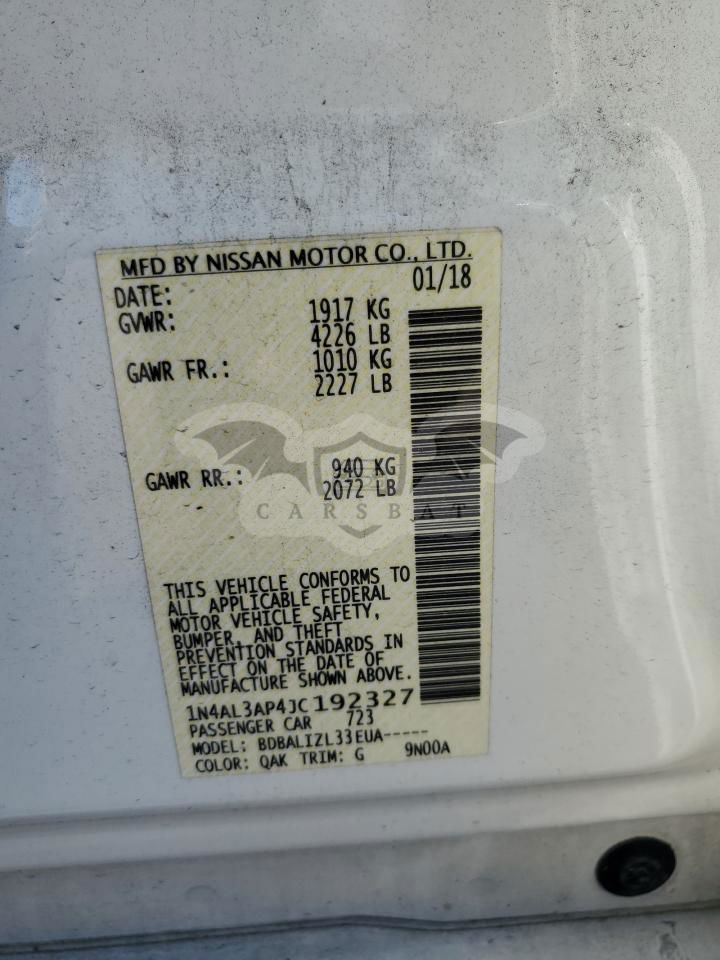 MFD BY NISSAN MOTOR CO., LTD.
DATE: 01/18
GVWR: 1917 KG
4226 LB
GAWR FR.: 1010 KG
2227 LB
GAWR RR.: 940 KG
2072 LB
CARSBAT
THIS VEHICLE CONFORMS TO
ALL APPLICABLE FEDERAL
MOTOR VEHICLE SAFETY,
BUMPER, AND THEFT
PREVENTION STANDARDS IN
EFFECT ON THE DATE OF
MANUFACTURE SHOWN ABOVE.
1N4AL3AP4JC192327
PASSENGER CAR 723
MODEL: BDBALIZL33EUA-----
COLOR: QAK TRIM: G 9N00A